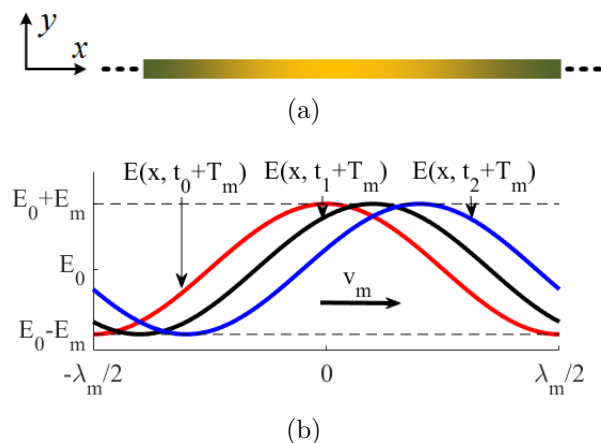 y
x
(a)
E(x, t₀+Tₘ) E(x, t₁+Tₘ) E(x, t₂+Tₘ)
E₀+Eₘ
E₀
vₘ
E₀-Eₘ
-λₘ/2 0 λₘ/2
(b)